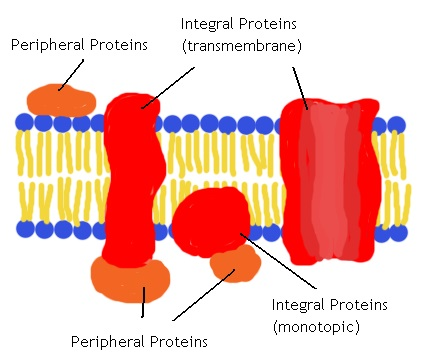 Integral Proteins
(transmembrane)
Peripheral Proteins
Integral Proteins
(monotopic)
Peripheral Proteins